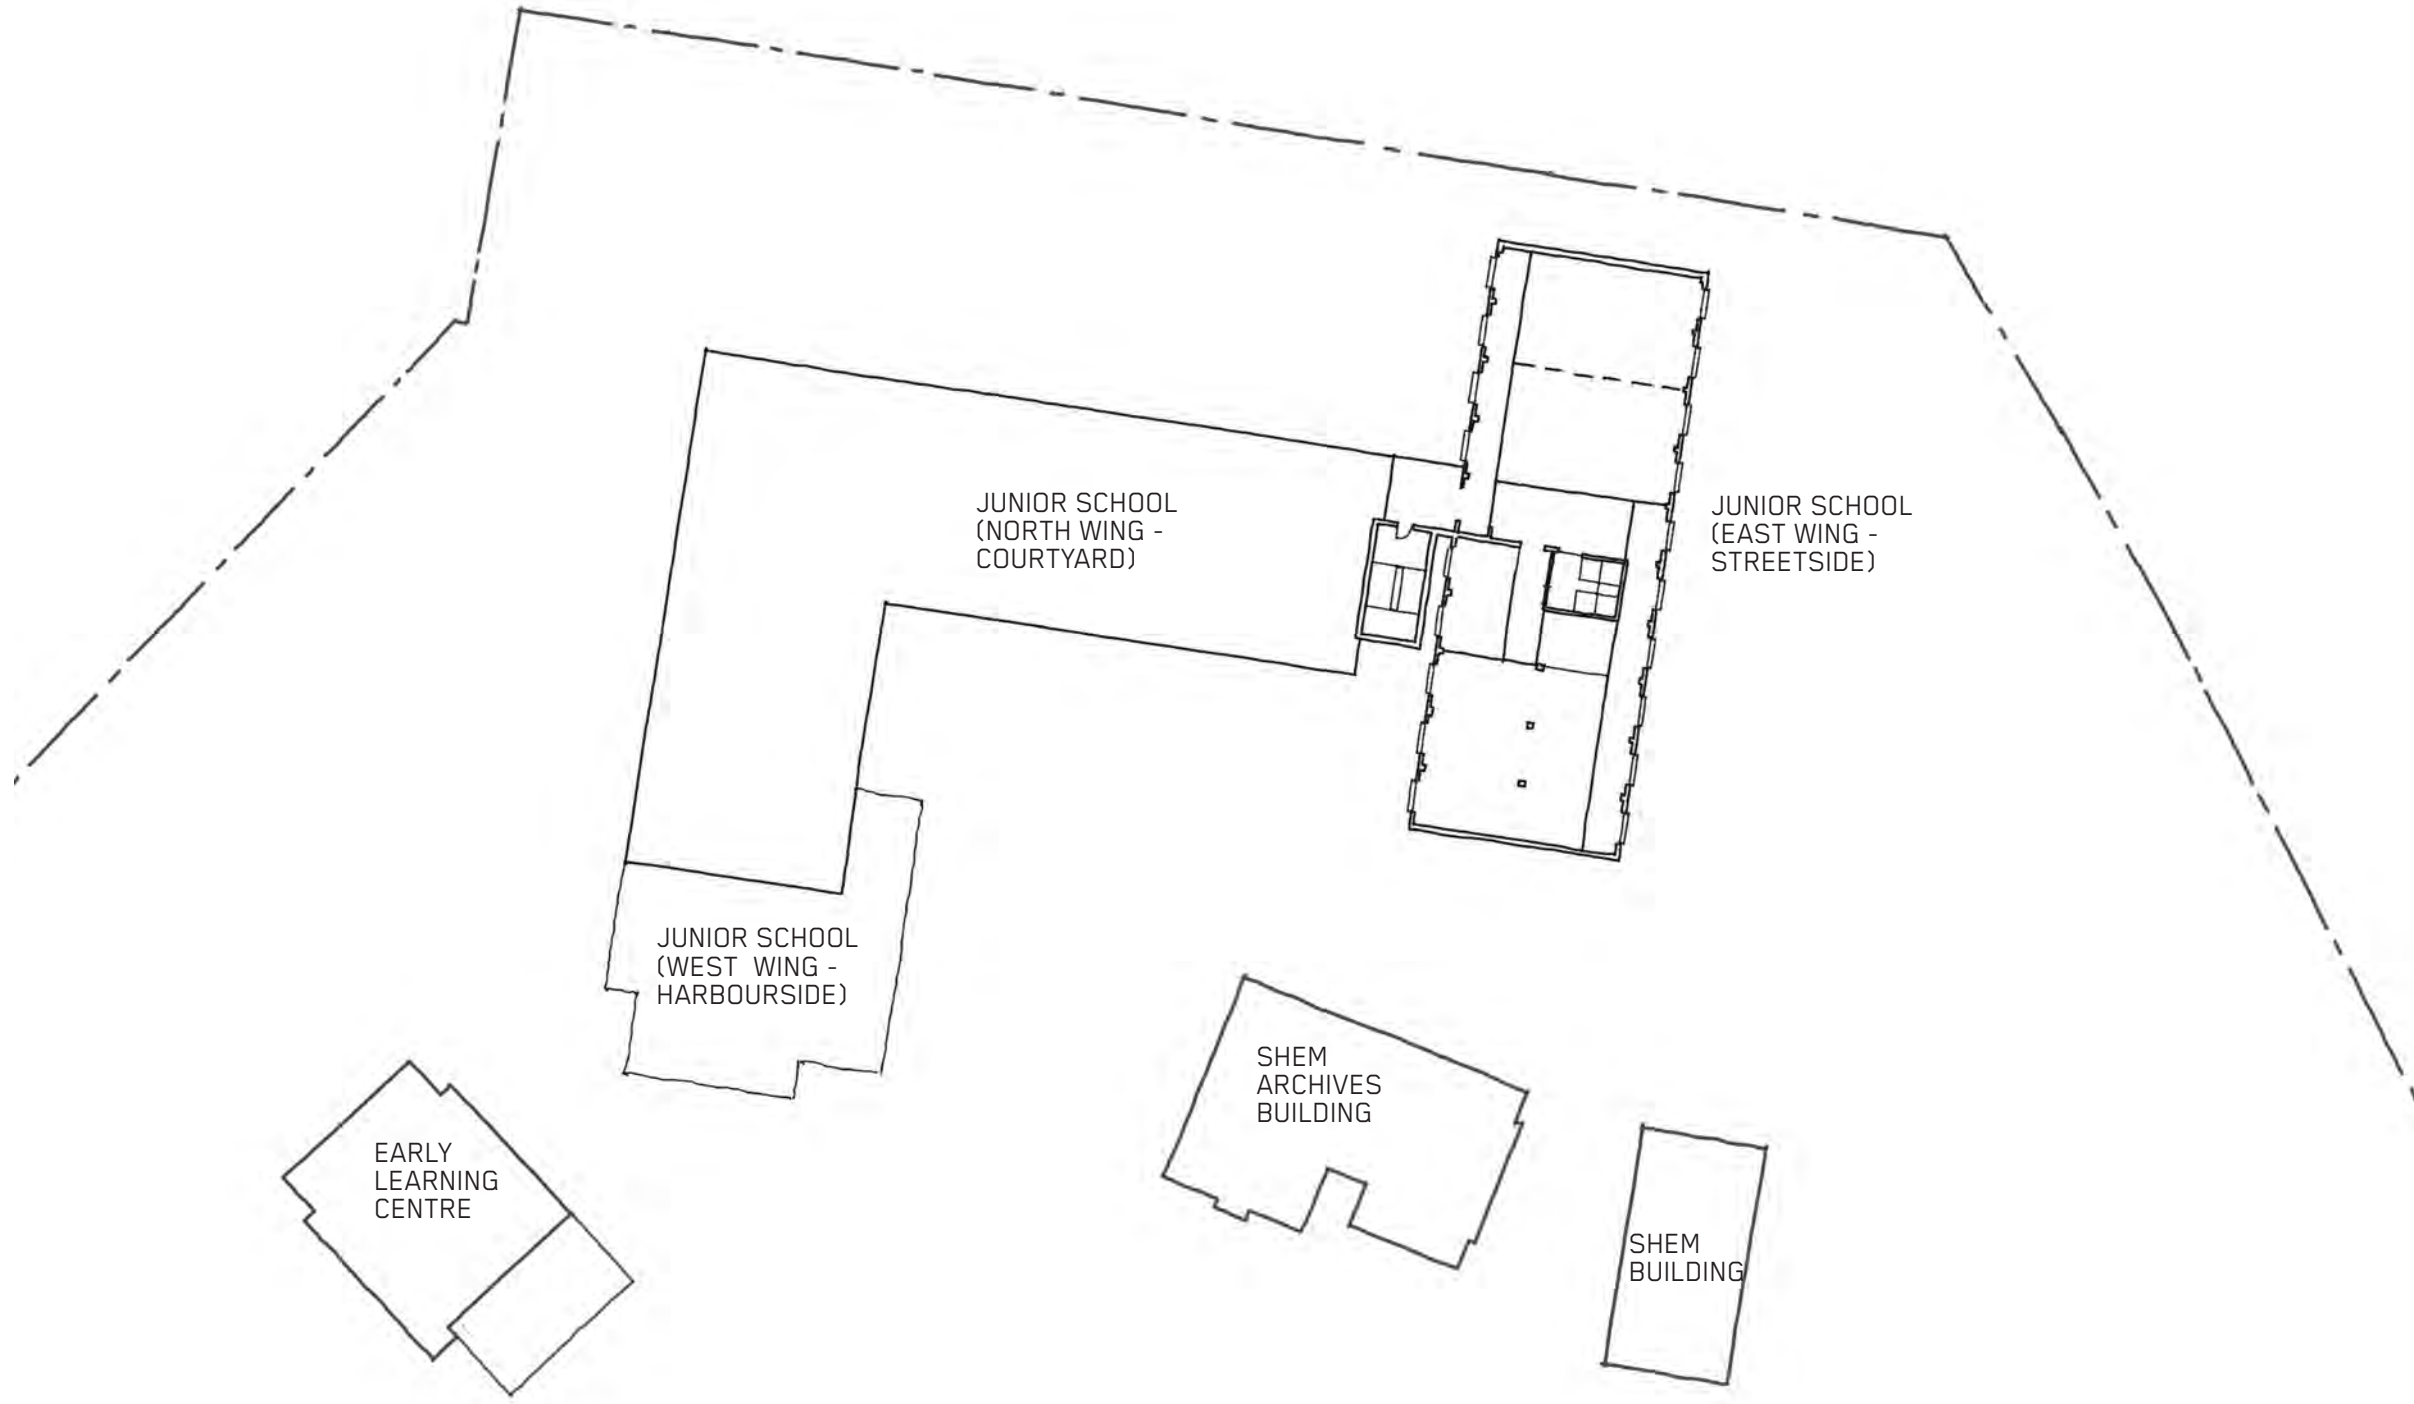 JUNIOR SCHOOL
(NORTH WING -
COURTYARD)
JUNIOR SCHOOL
(EAST WING -
STREETSIDE)
JUNIOR SCHOOL
(WEST  WING -
HARBOURSIDE)
SHEM
ARCHIVES
BUILDING
EARLY
LEARNING
CENTRE
SHEM
BUILDING